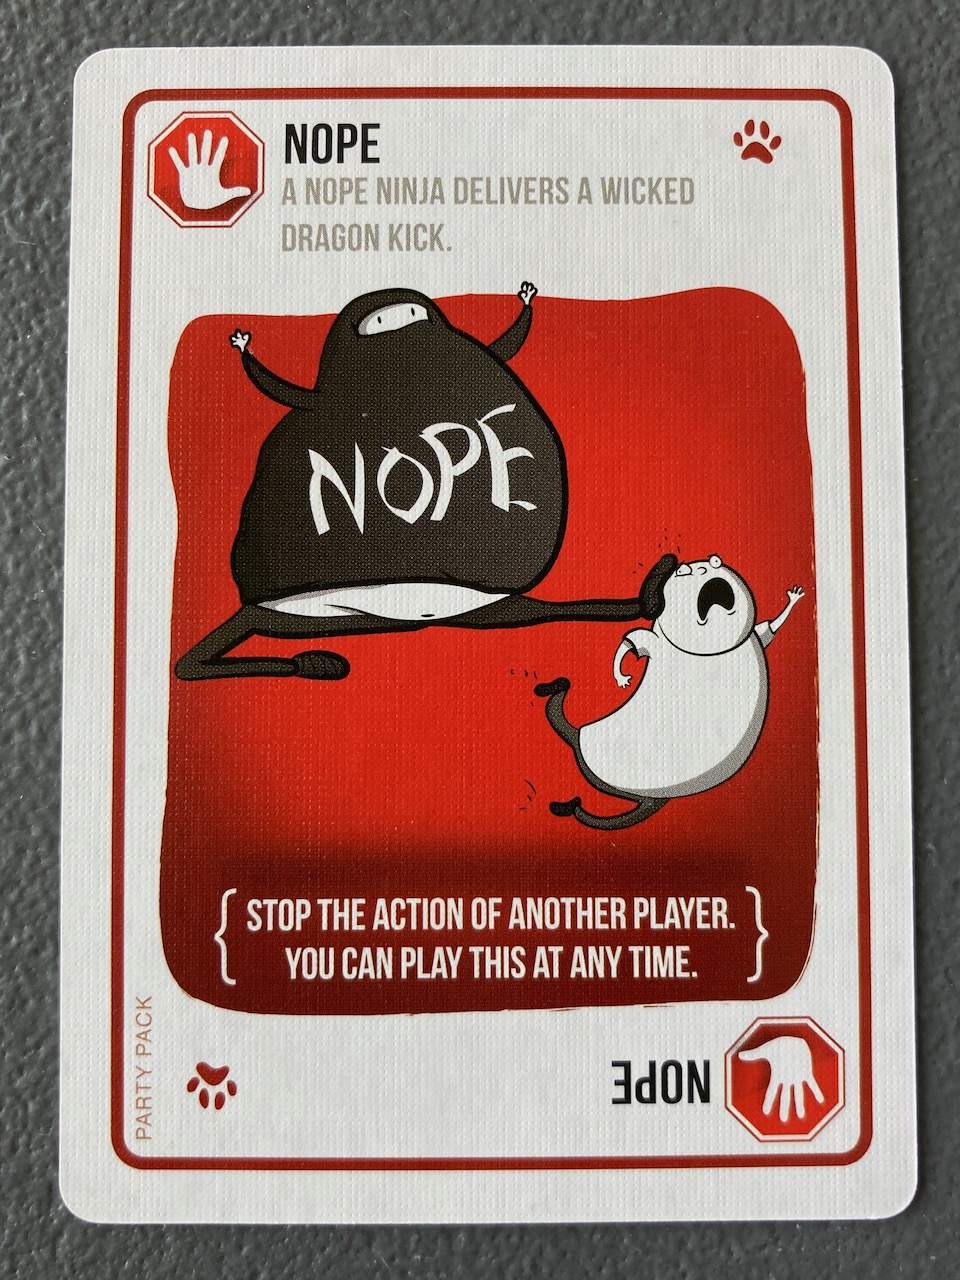 NOPE
A NOPE NINJA DELIVERS A WICKED
DRAGON KICK.
NOPE
STOP THE ACTION OF ANOTHER PLAYER.
YOU CAN PLAY THIS AT ANY TIME.
PARTY PACK
NOPE